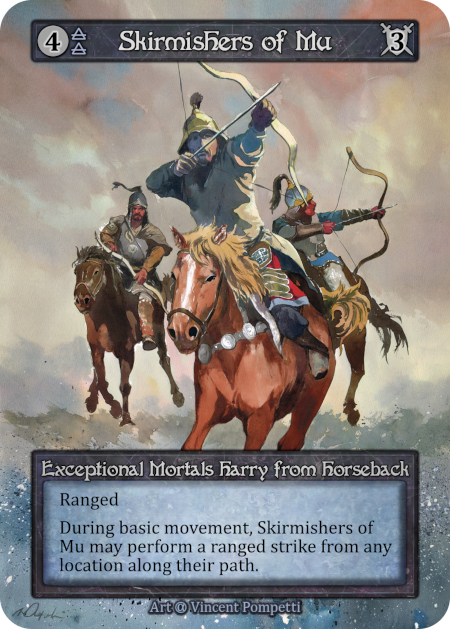 4 Skirmishers of Mu 3
Exceptional Mortals Harry from Horseback
Ranged
During basic movement, Skirmishers of
Mu may perform a ranged strike from any
location along their path.
Art @ Vincent Pompetti